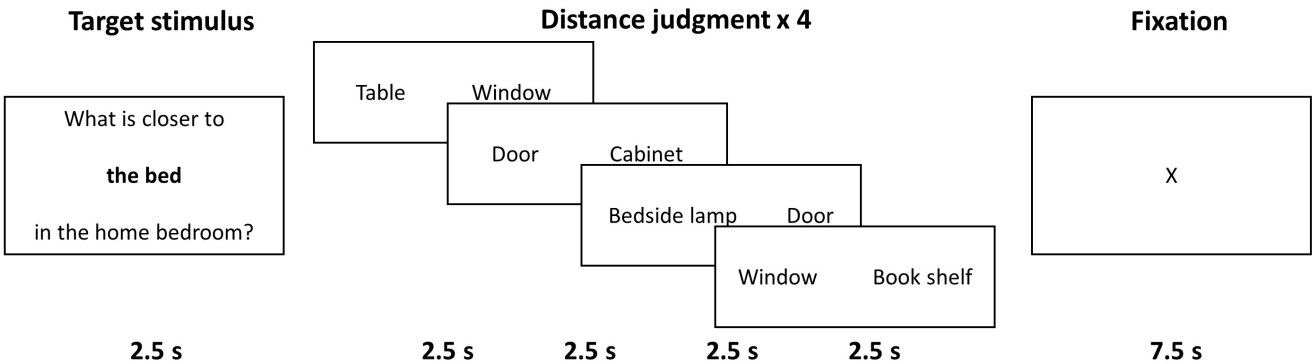 Target stimulus
Distance judgment x 4
Fixation
What is closer to
the bed
in the home bedroom?
Table Window
Door Cabinet
Bedside lamp Door
Window Book shelf
X
2.5 s 2.5 s 2.5 s 2.5 s 2.5 s 7.5 s